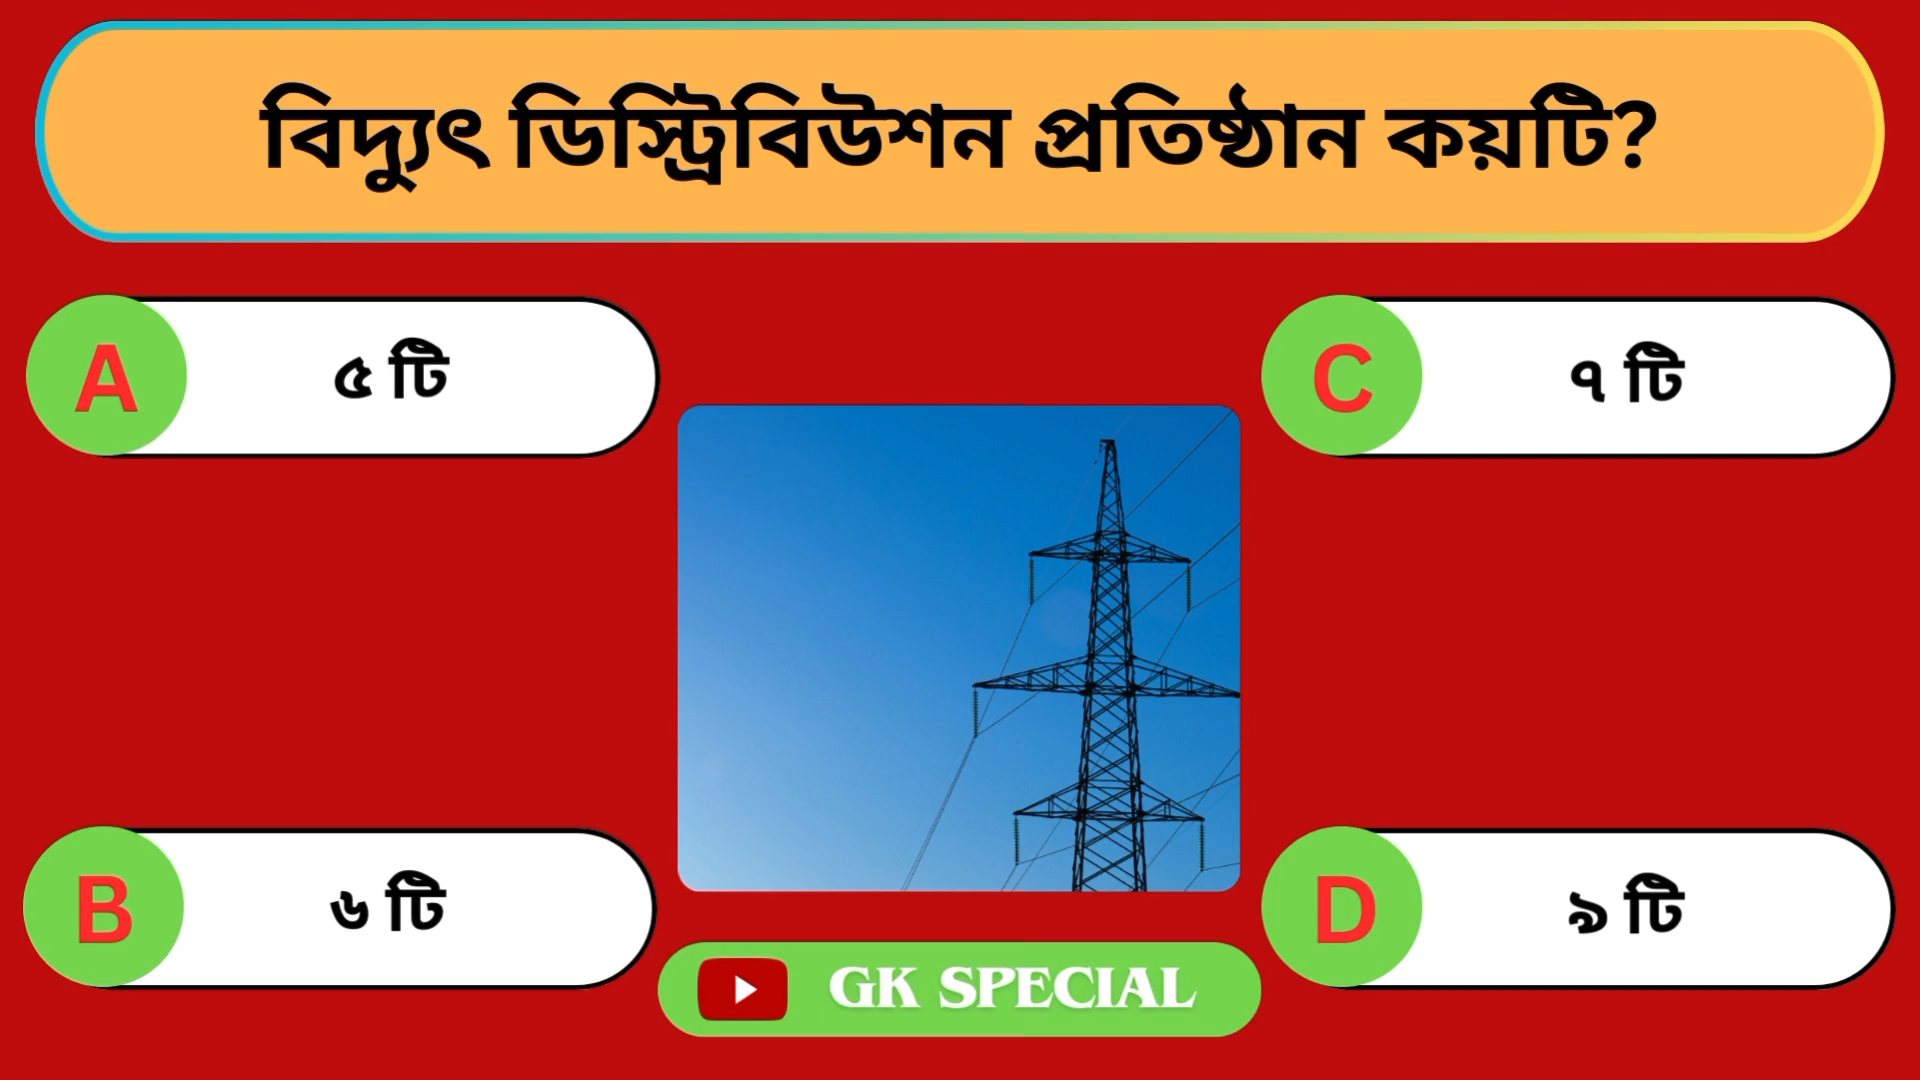 বিদ্যুৎ ডিস্ট্রিবিউশন প্রতিষ্ঠান কয়টি?
A
৫ টি
C
৭ টি
B
৬ টি
D
৯ টি
GK SPECIAL